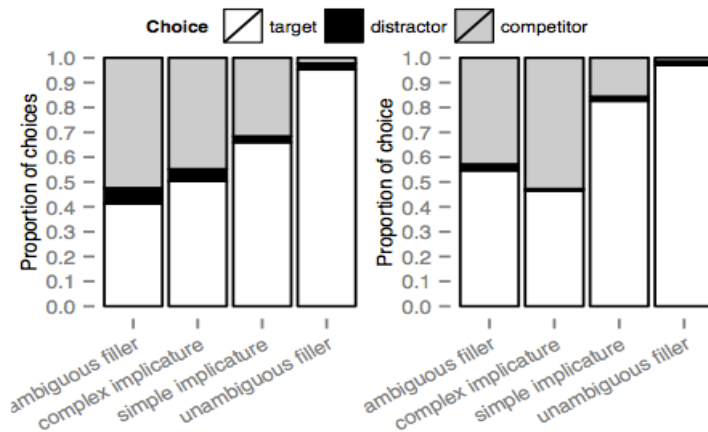 Choice target distractor competitor
Proportion of choices
1.0
0.9
0.8
0.7
0.6
0.5
0.4
0.3
0.2
0.1
0.0
ambiguous filler
complex implicature
simple implicature
unambiguous filler
Proportion of choice
1.0
0.9
0.8
0.7
0.6
0.5
0.4
0.3
0.2
0.1
0.0
ambiguous filler
complex implicature
simple implicature
unambiguous filler